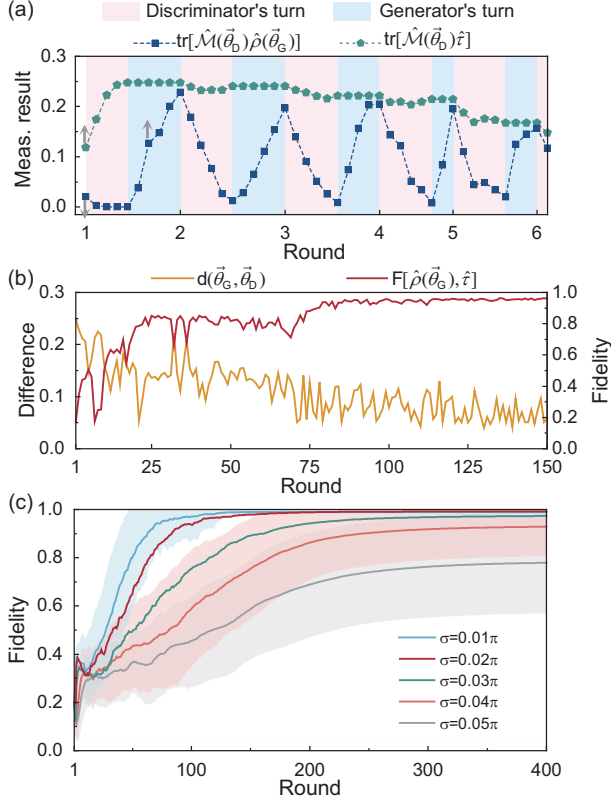 Discriminator's turn Generator's turn
(a) tr[ℳ̂(θ⃗_D)ρ̂(θ⃗_G)] tr[ℳ̂(θ⃗_D)τ̂]
0.3
0.2
0.1
0.0
Meas. result
1 2 3 4 5 6
Round
(b) d(θ⃗_G,θ⃗_D) F[ρ̂(θ⃗_G),τ̂]
0.3 1.0
0.8
0.2
0.6
0.4
0.1
0.2
0.0 0.0
Difference
Fidelity
1 25 50 75 100 125 150
Round
(c)
1.0
0.8
0.6
0.4
0.2
0.0
Fidelity
σ=0.01π
σ=0.02π
σ=0.03π
σ=0.04π
σ=0.05π
1 100 200 300 400
Round